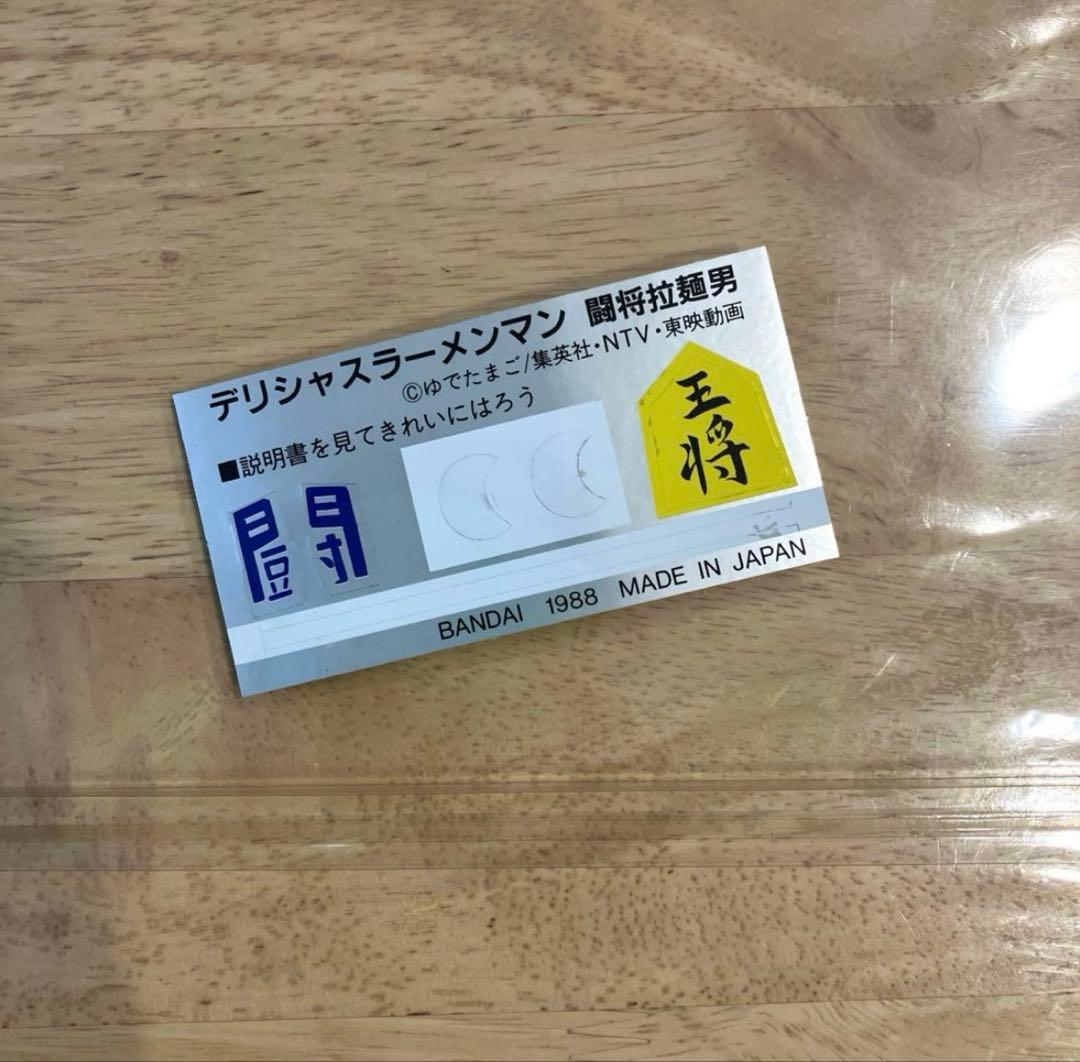 デリシャスラーメンマン 闘将拉麺男
©ゆでたまご/集英社・NTV・東映動画
■説明書を見てきれいにはろう
闘
王将
BANDAI 1988 MADE IN JAPAN